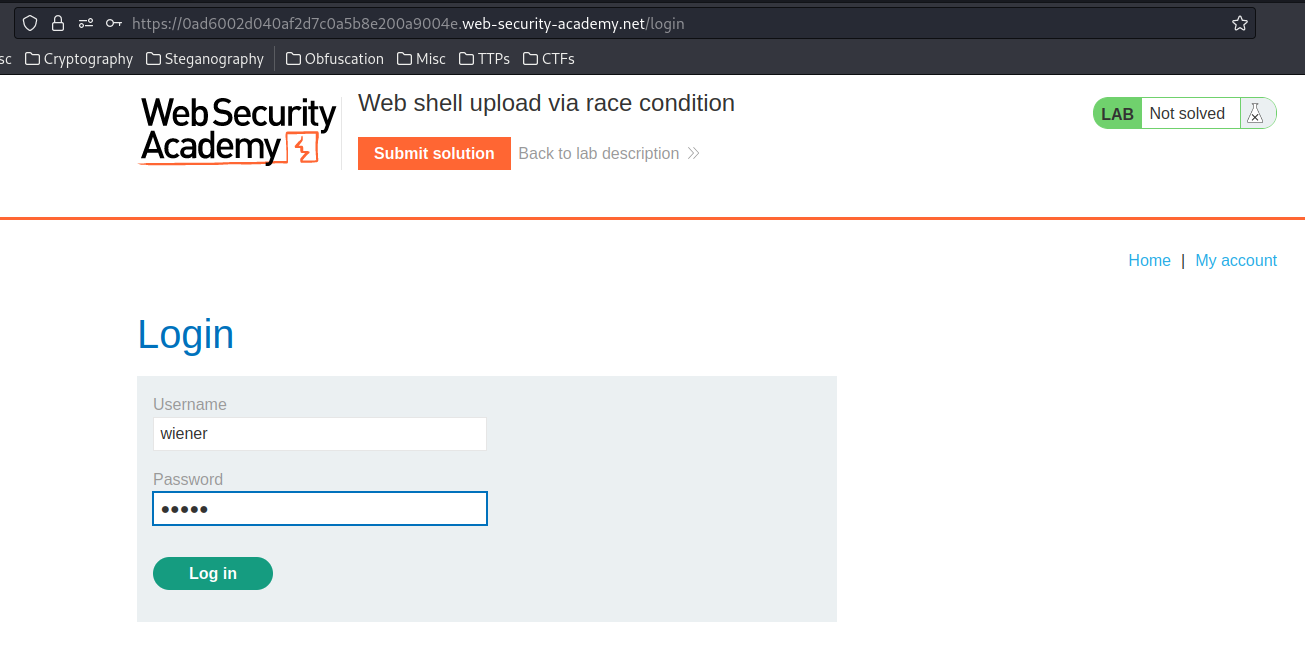 https://0ad6002d040af2d7c0a5b8e200a9004e.web-security-academy.net/login
sc Cryptography Steganography Obfuscation Misc TTPs CTFs
Web Security
Academy
Web shell upload via race condition
Submit solution Back to lab description
LAB Not solved
Home | My account
Login
Username
wiener
Password
•••••
Log in